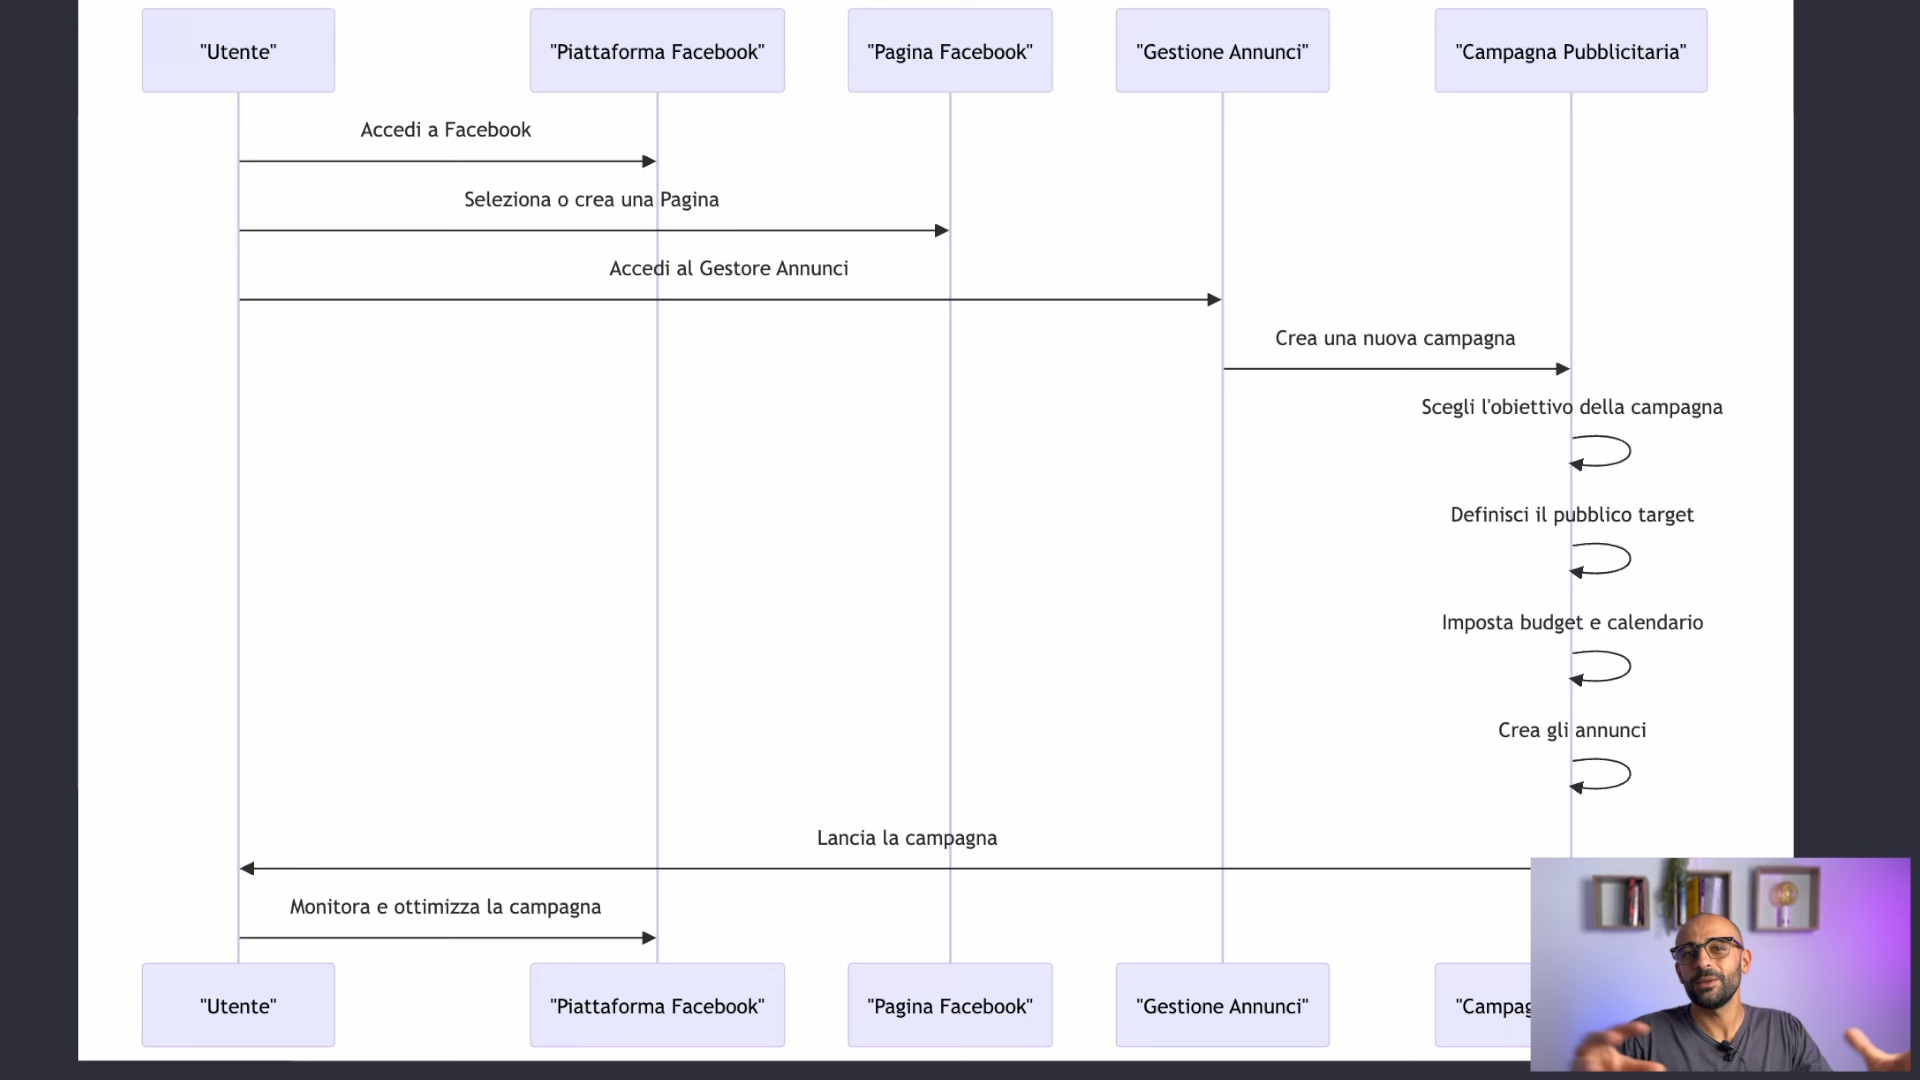 "Utente"
"Piattaforma Facebook"
"Pagina Facebook"
"Gestione Annunci"
"Campagna Pubblicitaria"
Accedi a Facebook
Seleziona o crea una Pagina
Accedi al Gestore Annunci
Crea una nuova campagna
Scegli l'obiettivo della campagna
Definisci il pubblico target
Imposta budget e calendario
Crea gli annunci
Lancia la campagna
Monitora e ottimizza la campagna
"Utente"
"Piattaforma Facebook"
"Pagina Facebook"
"Gestione Annunci"